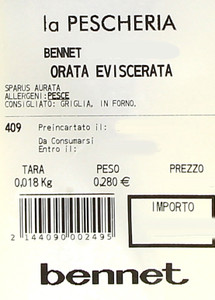 la PESCHERIA
BENNET
ORATA EVISCERATA
SPARUS AURATA
ALLERGENI:PESCE
CONSIGLIATO: GRIGLIA, IN FORNO.
409 Preincartato il:
Da Consumarsi
Entro il:
TARA PESO PREZZO
0.018 Kg 0.280 €
IMPORTO
2 144090 002495
bennet